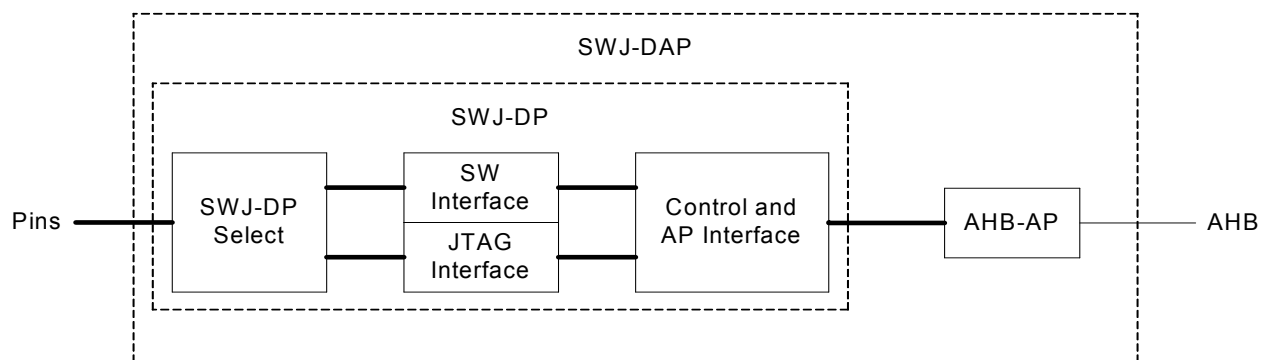 SWJ-DAP
SWJ-DP
Pins
SWJ-DP
Select
SW
Interface
JTAG
Interface
Control and
AP Interface
AHB-AP
AHB